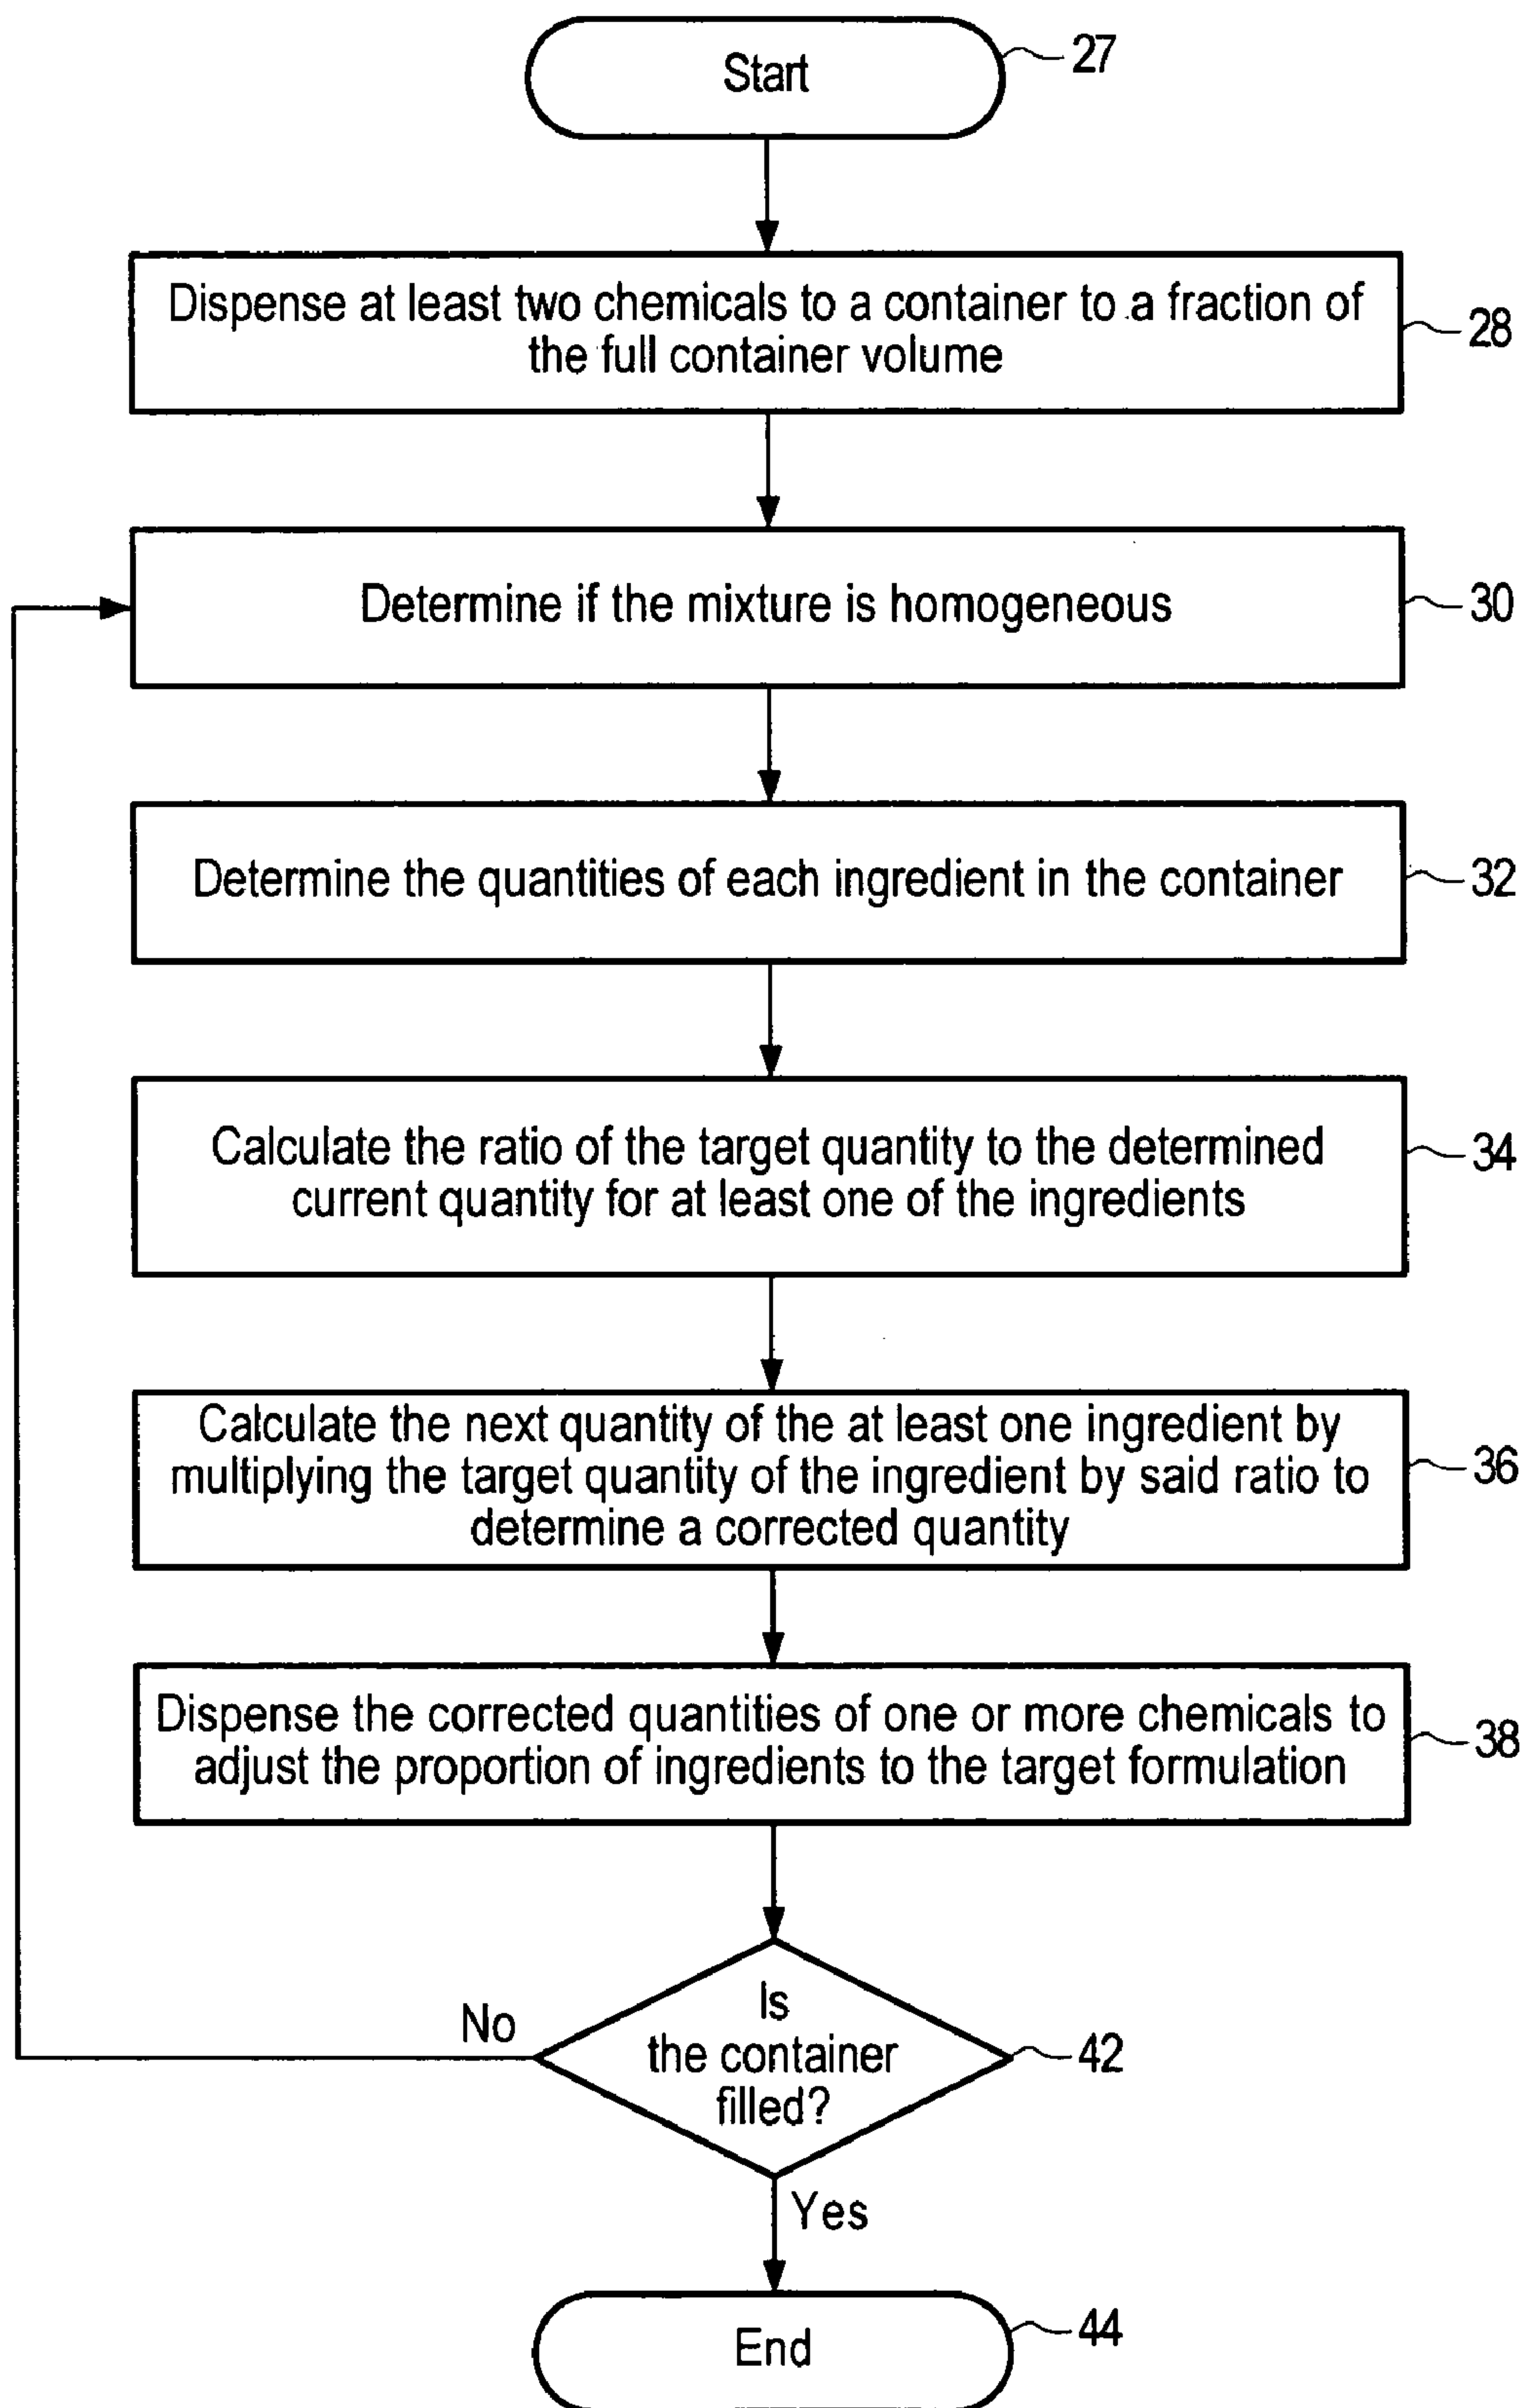 Start
27
Dispense at least two chemicals to a container to a fraction of
the full container volume
28
Determine if the mixture is homogeneous
30
Determine the quantities of each ingredient in the container
32
Calculate the ratio of the target quantity to the determined
current quantity for at least one of the ingredients
34
Calculate the next quantity of the at least one ingredient by
multiplying the target quantity of the ingredient by said ratio to
determine a corrected quantity
36
Dispense the corrected quantities of one or more chemicals to
adjust the proportion of ingredients to the target formulation
38
Is
the container
filled?
42
No
Yes
End
44